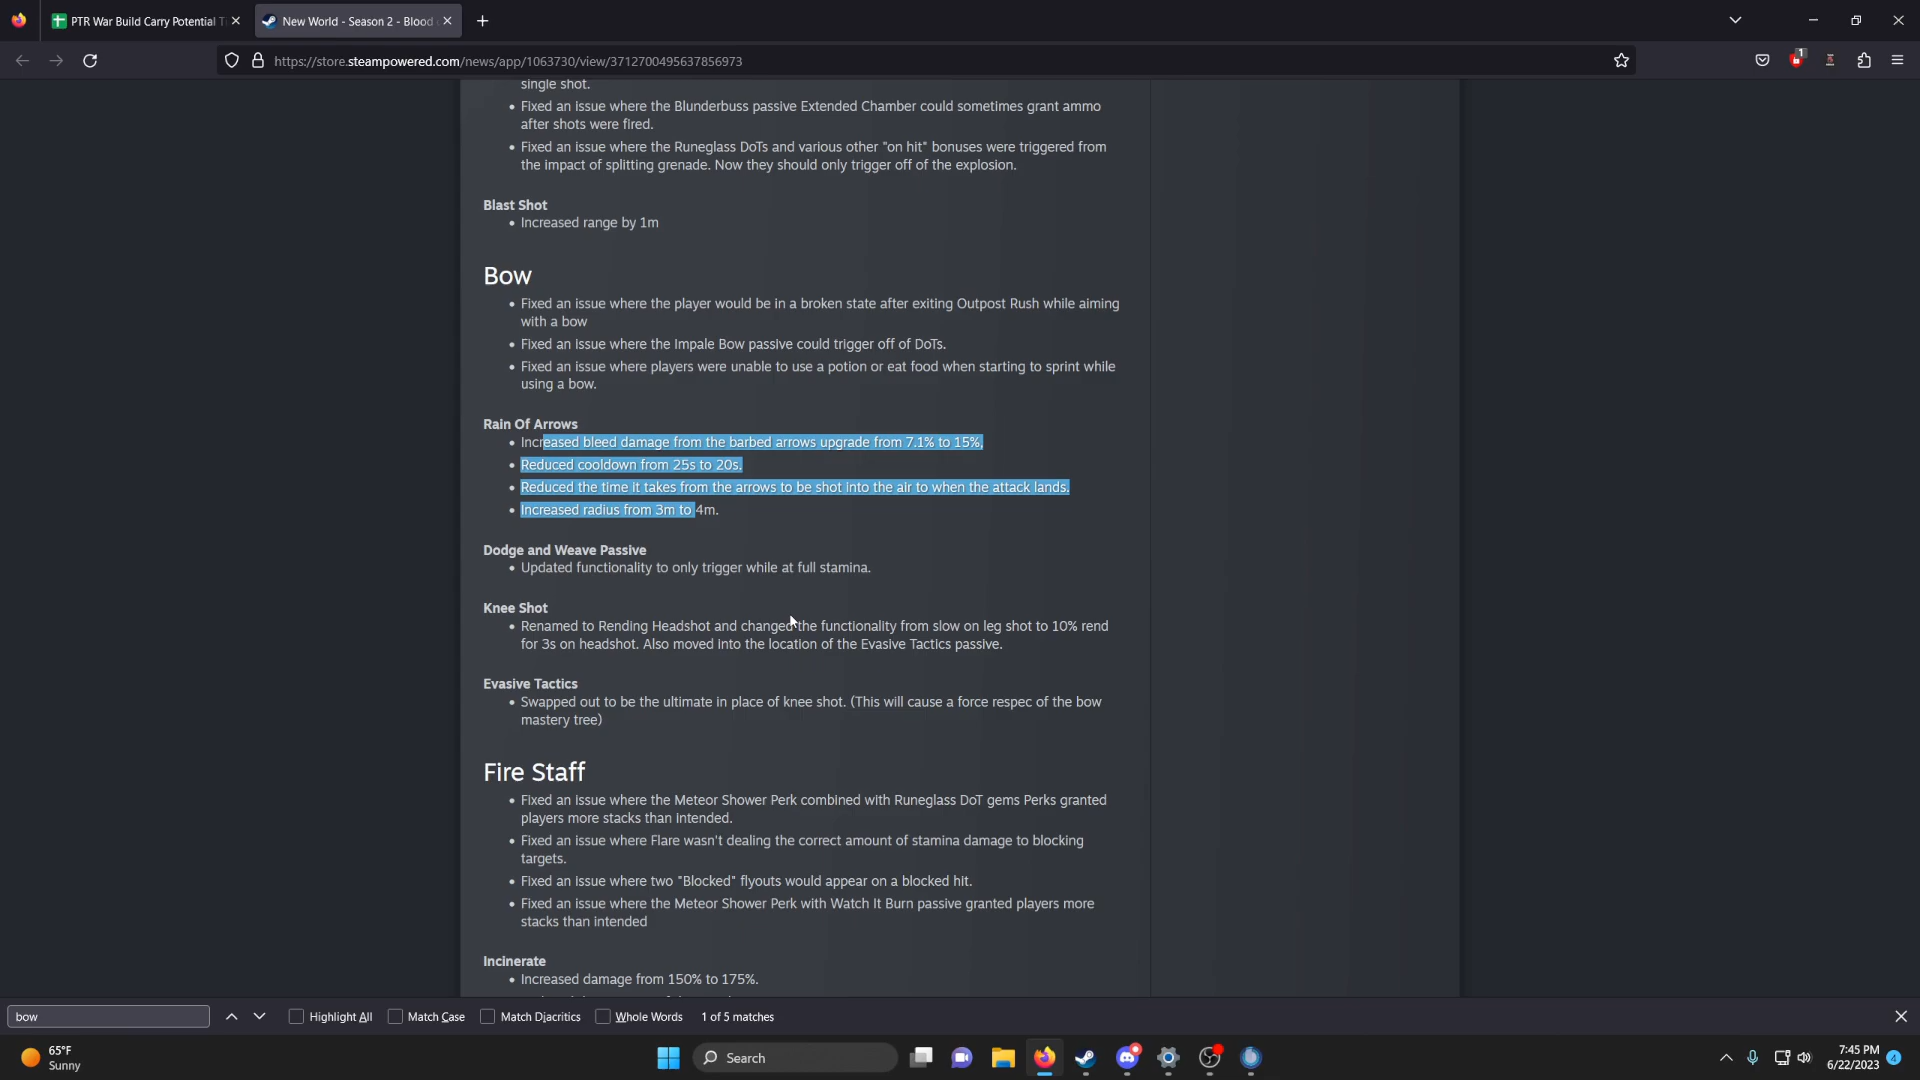 PTR War Build Carry Potential T
New World - Season 2 - Blood
https://store.steampowered.com/news/app/1063730/view/3712700495637856973
1
single shot.
• Fixed an issue where the Blunderbuss passive Extended Chamber could sometimes grant ammo
after shots were fired.
• Fixed an issue where the Runeglass DoTs and various other "on hit" bonuses were triggered from
the impact of splitting grenade. Now they should only trigger off of the explosion.
Blast Shot
• Increased range by 1m
Bow
• Fixed an issue where the player would be in a broken state after exiting Outpost Rush while aiming
with a bow
• Fixed an issue where the Impale Bow passive could trigger off of DoTs.
• Fixed an issue where players were unable to use a potion or eat food when starting to sprint while
using a bow.
Rain Of Arrows
• Increased bleed damage from the barbed arrows upgrade from 7.1% to 15%,
• Reduced cooldown from 25s to 20s.
• Reduced the time it takes from the arrows to be shot into the air to when the attack lands.
• Increased radius from 3m to 4m.
Dodge and Weave Passive
• Updated functionality to only trigger while at full stamina.
Knee Shot
• Renamed to Rending Headshot and changed the functionality from slow on leg shot to 10% rend
for 3s on headshot. Also moved into the location of the Evasive Tactics passive.
Evasive Tactics
• Swapped out to be the ultimate in place of knee shot. (This will cause a force respec of the bow
mastery tree)
Fire Staff
• Fixed an issue where the Meteor Shower Perk combined with Runeglass DoT gems Perks granted
players more stacks than intended.
• Fixed an issue where Flare wasn't dealing the correct amount of stamina damage to blocking
targets.
• Fixed an issue where two "Blocked" flyouts would appear on a blocked hit.
• Fixed an issue where the Meteor Shower Perk with Watch It Burn passive granted players more
stacks than intended
Incinerate
• Increased damage from 150% to 175%.
bow
Highlight All
Match Case
Match Diacritics
Whole Words
1 of 5 matches
65°F
Sunny
Search
7:45 PM
6/22/2023
4